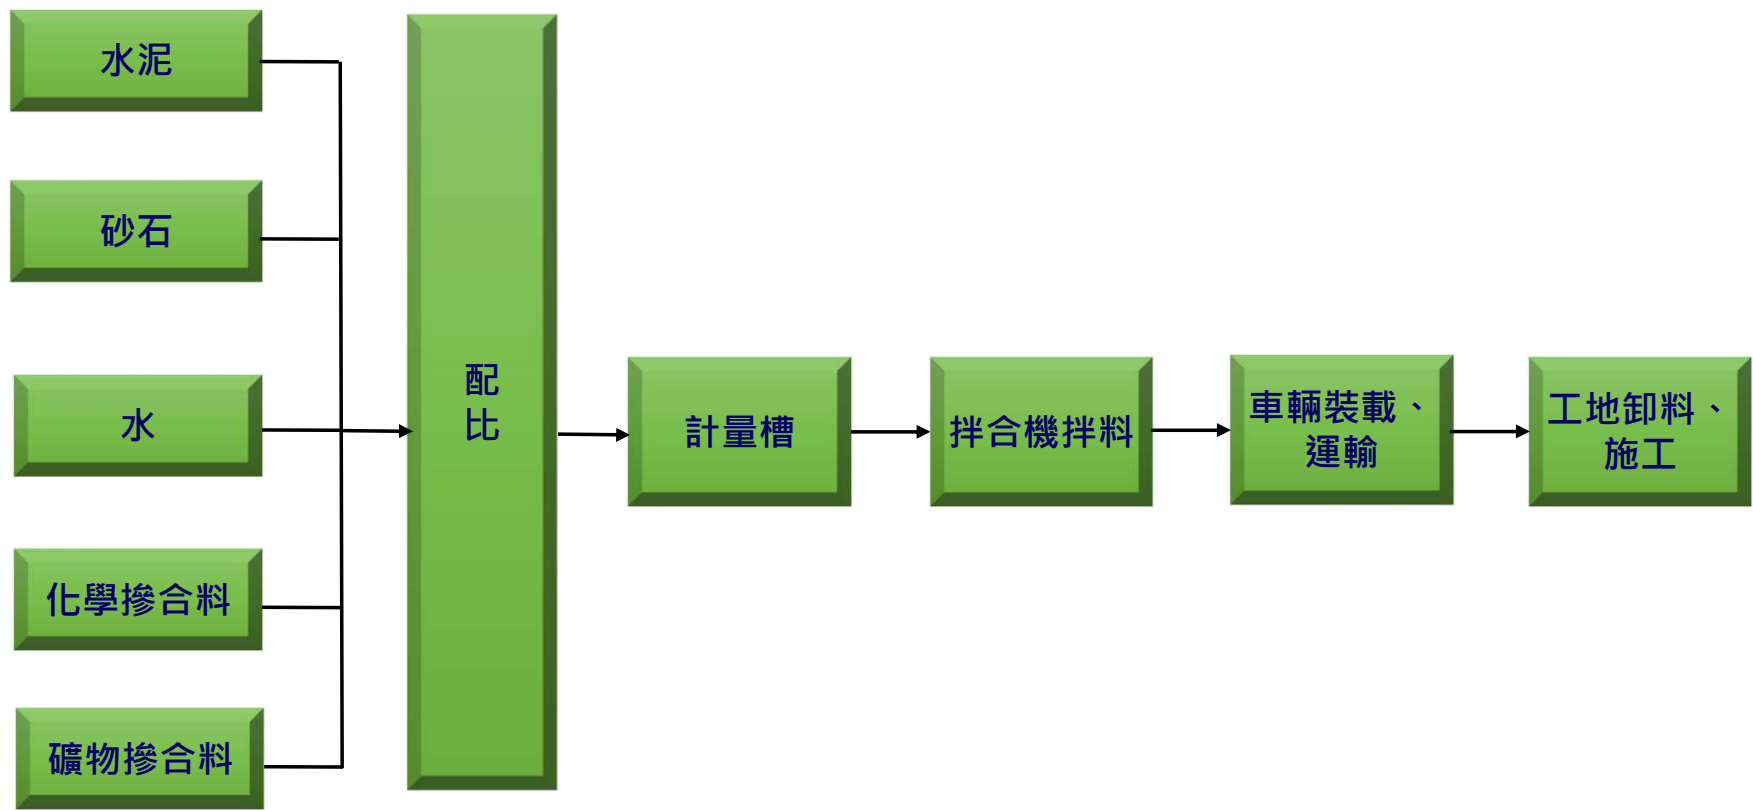 水泥
砂石
水
化學摻合料
礦物摻合料
配
比
計量槽
拌合機拌料
車輛裝載、
運輸
工地卸料、
施工